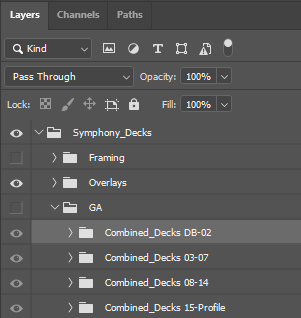 Layers Channels Paths
Kind
Pass Through Opacity: 100%
Lock: Fill: 100%
Symphony_Decks
Framing
Overlays
GA
Combined_Decks DB-02
Combined_Decks 03-07
Combined_Decks 08-14
Combined_Decks 15-Profile